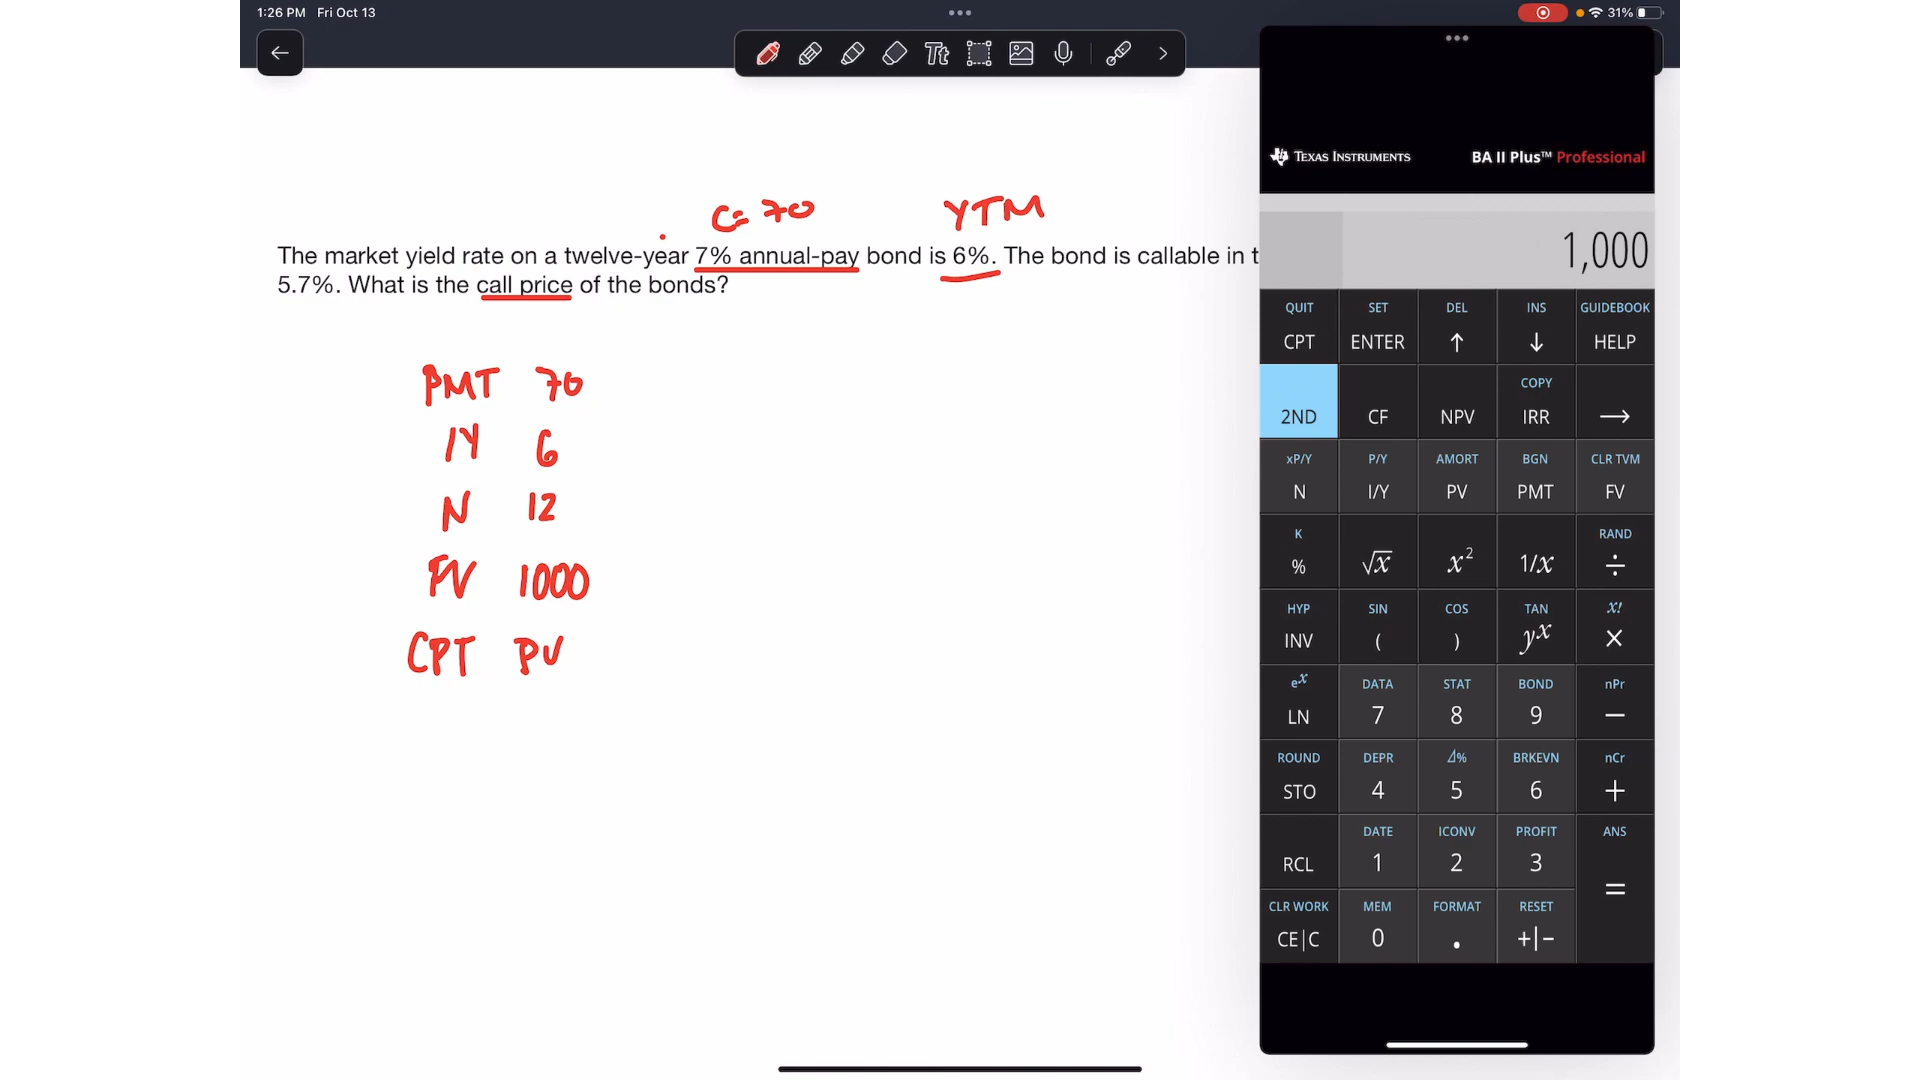 1:26 PM Fri Oct 13
31%
Tt
TEXAS INSTRUMENTS BA II Plus™ Professional
C= 70 YTM
The market yield rate on a twelve-year 7% annual-pay bond is 6%. The bond is callable in t
5.7%. What is the call price of the bonds?
PMT 70
IY 6
N 12
FV 1000
CPT PV
1,000
QUIT SET DEL INS GUIDEBOOK
CPT ENTER ↑ ↓ HELP
COPY
2ND CF NPV IRR →
xP/Y P/Y AMORT BGN CLR TVM
N I/Y PV PMT FV
K RAND
% √x x² 1/x ÷
HYP SIN COS TAN x!
INV ( ) yˣ ×
eˣ DATA STAT BOND nPr
LN 7 8 9 −
ROUND DEPR Δ% BRKEVN nCr
STO 4 5 6 +
DATE ICONV PROFIT ANS
RCL 1 2 3 =
CLR WORK MEM FORMAT RESET
CE|C 0 . +|−